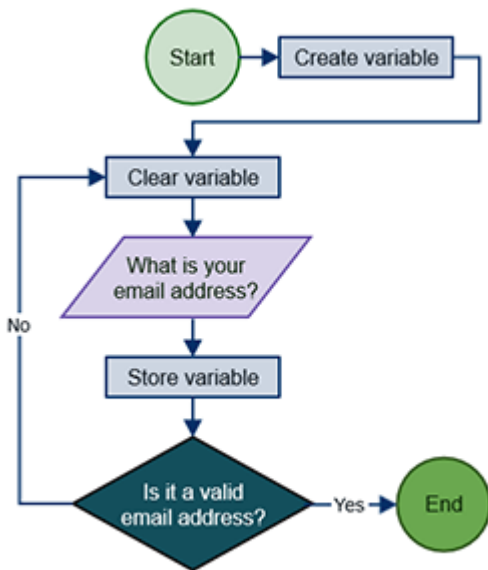 Start
Create variable
Clear variable
What is your
email address?
No
Store variable
Is it a valid
email address?
Yes
End